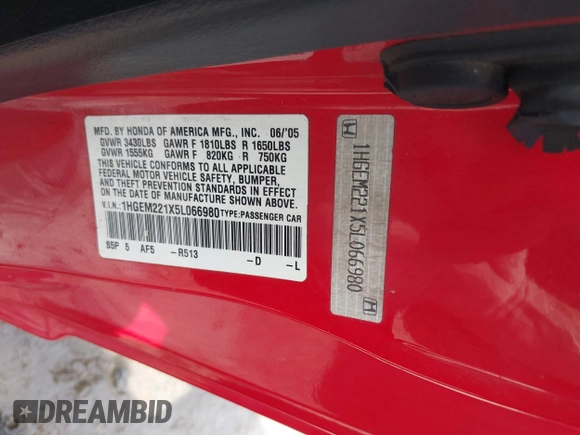 MFD. BY HONDA OF AMERICA MFG., INC. 06/'05
GVWR 3430LBS GAWR F 1810LBS R 1650LBS
GVWR 1555KG GAWR F 820KG R 750KG
THIS VEHICLE CONFORMS TO ALL APPLICABLE
FEDERAL MOTOR VEHICLE SAFETY, BUMPER,
AND THEFT PREVENTION STANDARDS IN EFFECT
ON THE DATE OF MANUFACTURE SHOWN ABOVE.
V.I.N.:1HGEM221X5L066980 TYPE:PASSENGER CAR
S5P 5 AF5 -R513 -D -L
1HGEM221X5L066980
DREAMBID